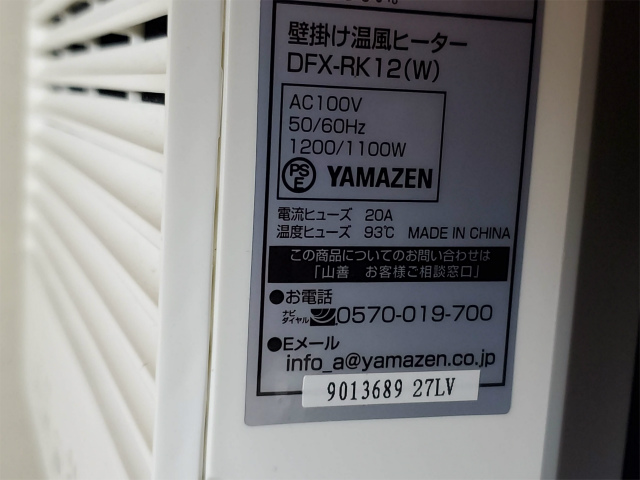 壁掛け温風ヒーター
DFX-RK12(W)
AC100V
50/60Hz
1200/1100W
PS
E
YAMAZEN
電流ヒューズ 20A
温度ヒューズ 93℃ MADE IN CHINA
この商品についてのお問い合わせは
「山善 お客様ご相談窓口」
●お電話
ナビ
ダイヤル 0570-019-700
●Eメール
info_a@yamazen.co.jp
9013689 27LV